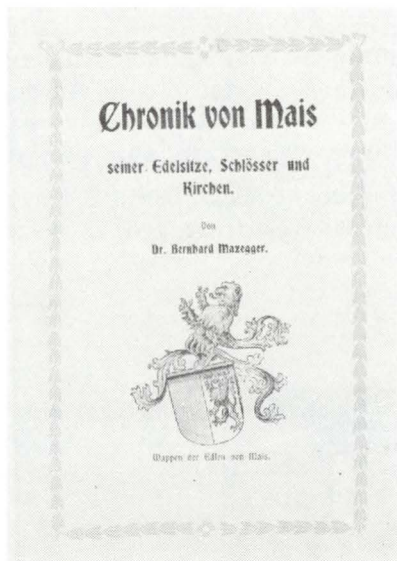 Chronik von Mais
seiner Edelsitze, Schlösser und
Kirchen.
Von
Dr. Bernhard Mazegger.
Wappen der Edlen von Mais.